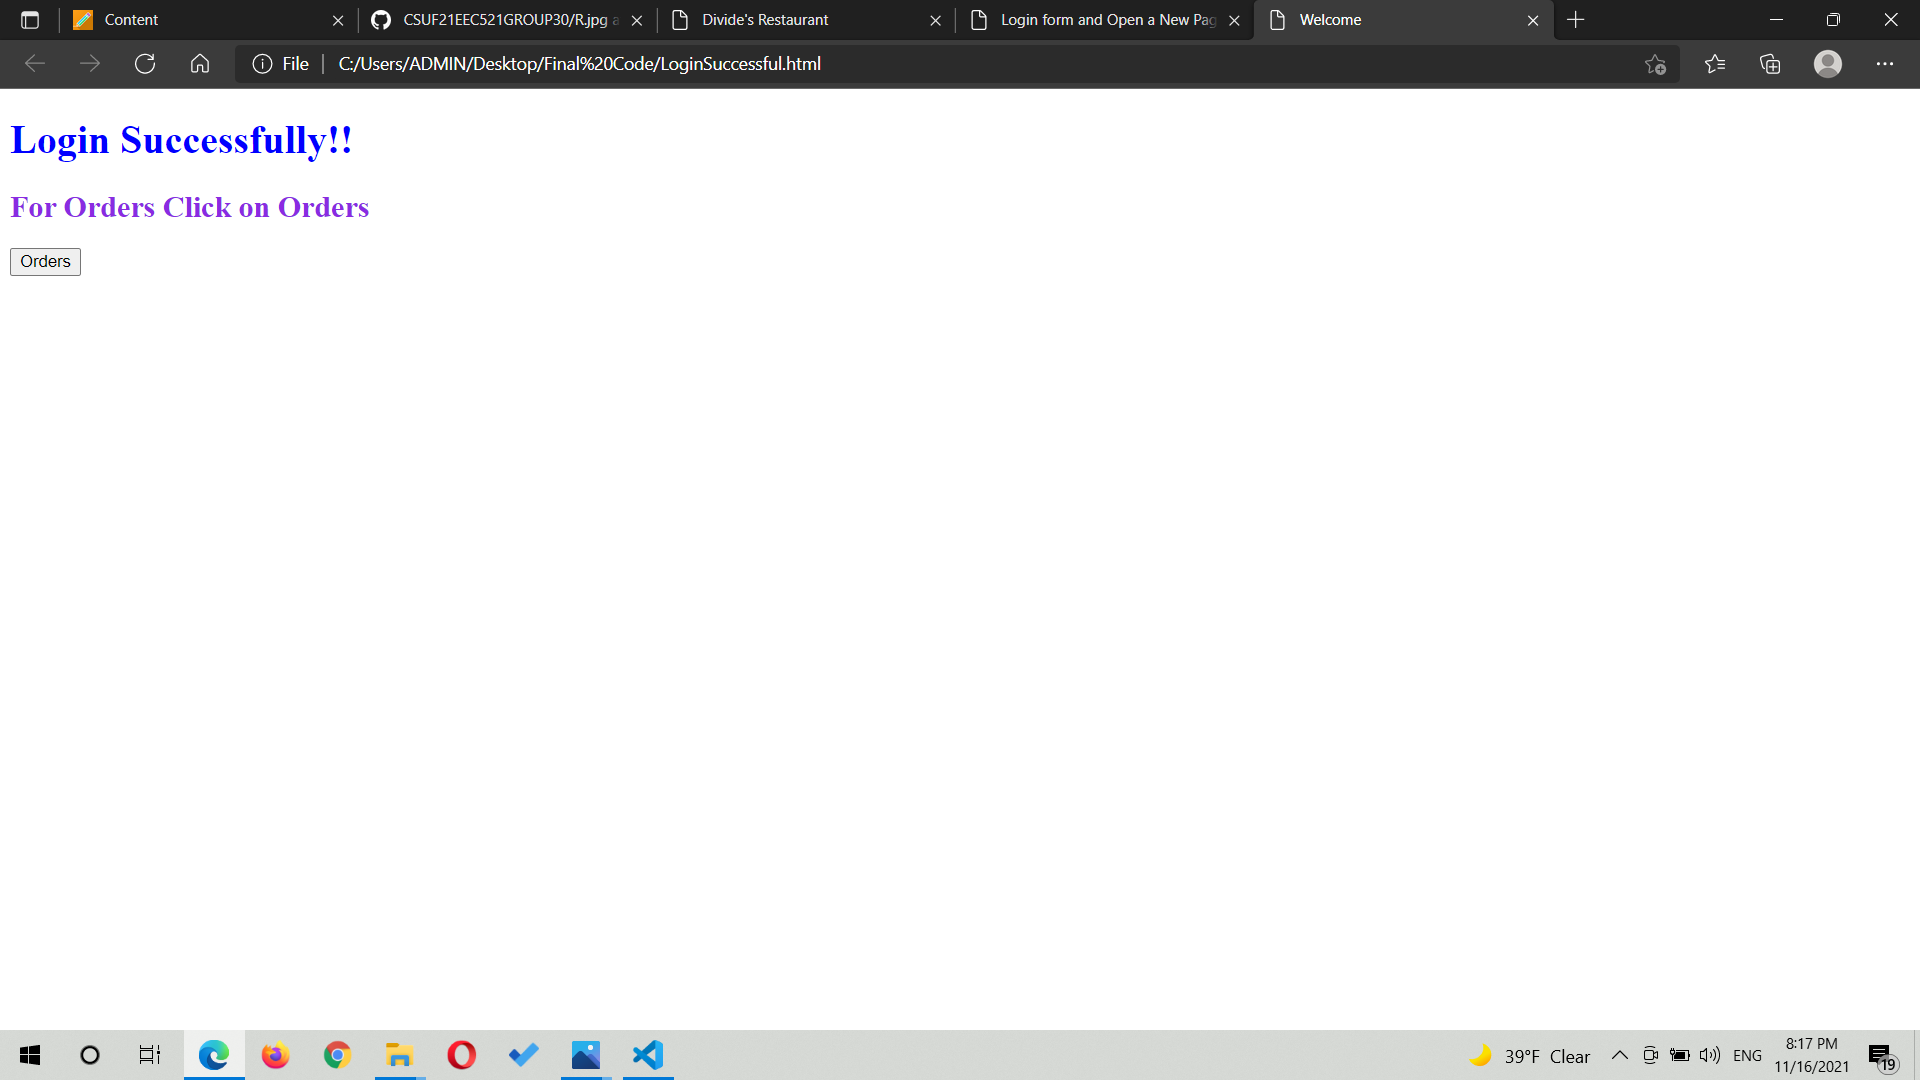 Content
CSUF21EEC521GROUP30/R.jpg a
Divide's Restaurant
Login form and Open a New Pag
Welcome
File
C:/Users/ADMIN/Desktop/Final%20Code/LoginSuccessful.html
Login Successfully!!
For Orders Click on Orders
Orders
39°F Clear
ENG
8:17 PM
11/16/2021
19